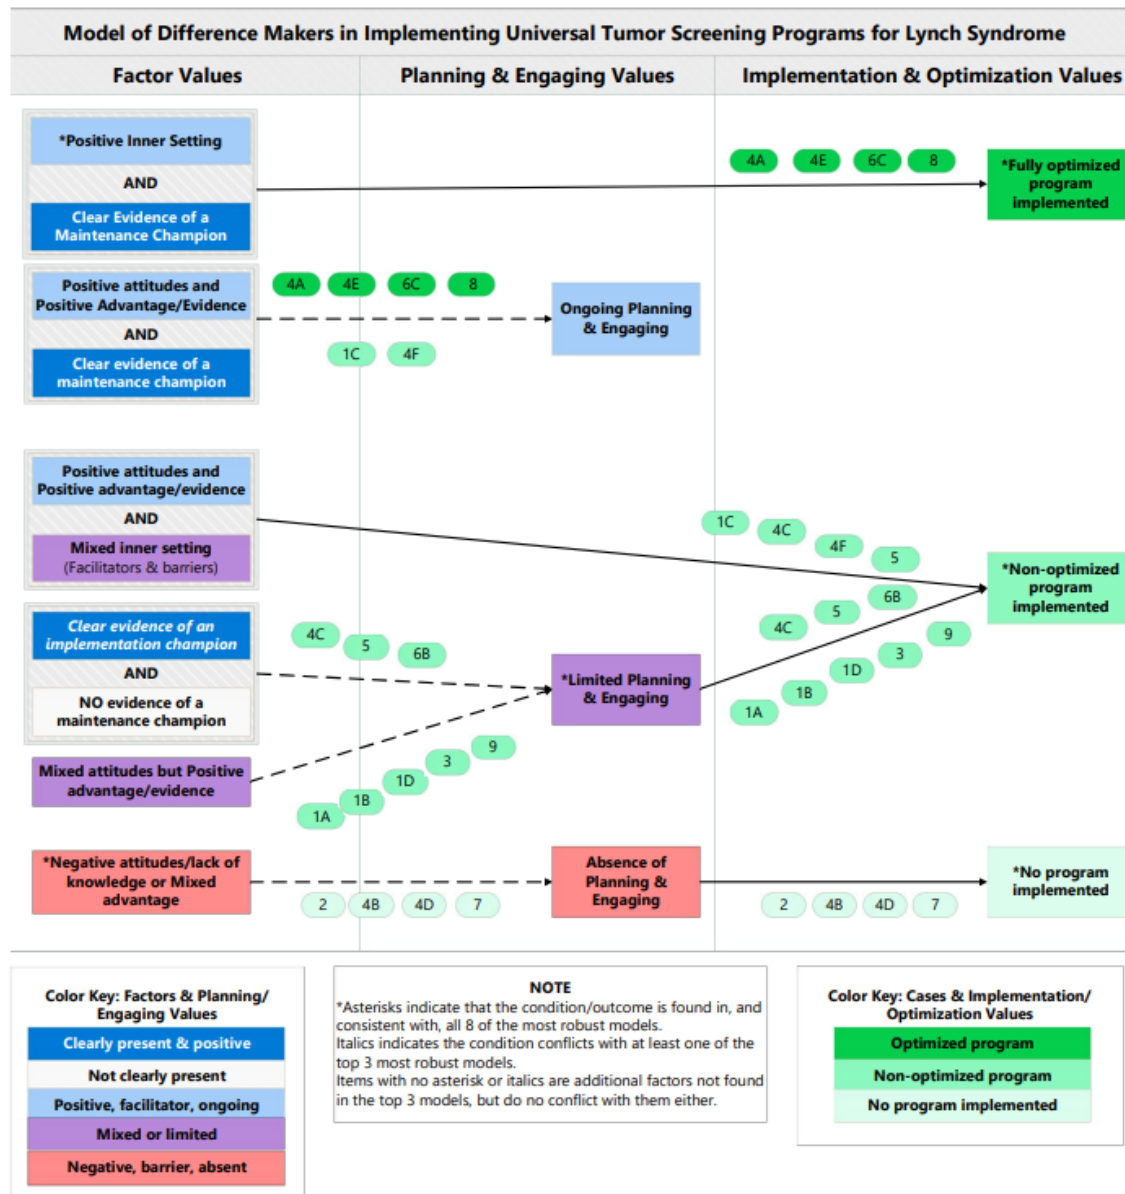 Model of Difference Makers in Implementing Universal Tumor Screening Programs for Lynch Syndrome
Factor Values
Planning & Engaging Values
Implementation & Optimization Values
*Positive Inner Setting
AND
Clear Evidence of a
Maintenance Champion
4A
4E
6C
8
*Fully optimized
program
implemented
Positive attitudes and
Positive Advantage/Evidence
AND
Clear evidence of a
maintenance champion
4A
4E
6C
8
1C
4F
Ongoing Planning
& Engaging
Positive attitudes and
Positive advantage/evidence
AND
Mixed inner setting
(Facilitators & barriers)
1C
4C
4F
5
*Non-optimized
program
implemented
Clear evidence of an
implementation champion
AND
NO evidence of a
maintenance champion
4C
5
6B
*Limited Planning
& Engaging
4C
5
6B
1A
1B
1D
3
9
Mixed attitudes but Positive
advantage/evidence
1A
1B
1D
3
9
*Negative attitudes/lack of
knowledge or Mixed
advantage
2
4B
4D
7
Absence of
Planning &
Engaging
2
4B
4D
7
*No program
implemented
Color Key: Factors & Planning/
Engaging Values
Clearly present & positive
Not clearly present
Positive, facilitator, ongoing
Mixed or limited
Negative, barrier, absent
NOTE
*Asterisks indicate that the condition/outcome is found in, and
consistent with, all 8 of the most robust models.
Italics indicates the condition conflicts with at least one of the
top 3 most robust models.
Items with no asterisk or italics are additional factors not found
in the top 3 models, but do no conflict with them either.
Color Key: Cases & Implementation/
Optimization Values
Optimized program
Non-optimized program
No program implemented